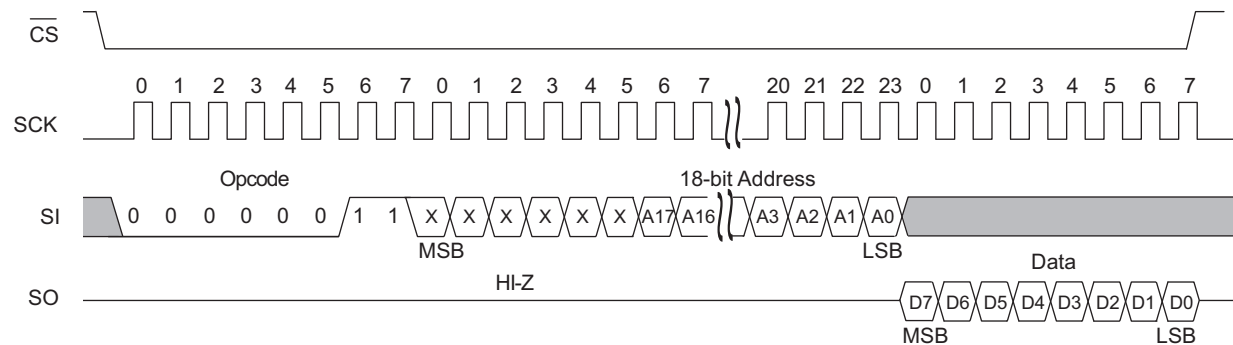 CS
0 1 2 3 4 5 6 7 0 1 2 3 4 5 6 7 20 21 22 23 0 1 2 3 4 5 6 7
SCK
Opcode 18-bit Address
SI 0 0 0 0 0 0 1 1 X X X X X X A17 A16 A3 A2 A1 A0
MSB LSB
HI-Z Data
SO D7 D6 D5 D4 D3 D2 D1 D0
MSB LSB